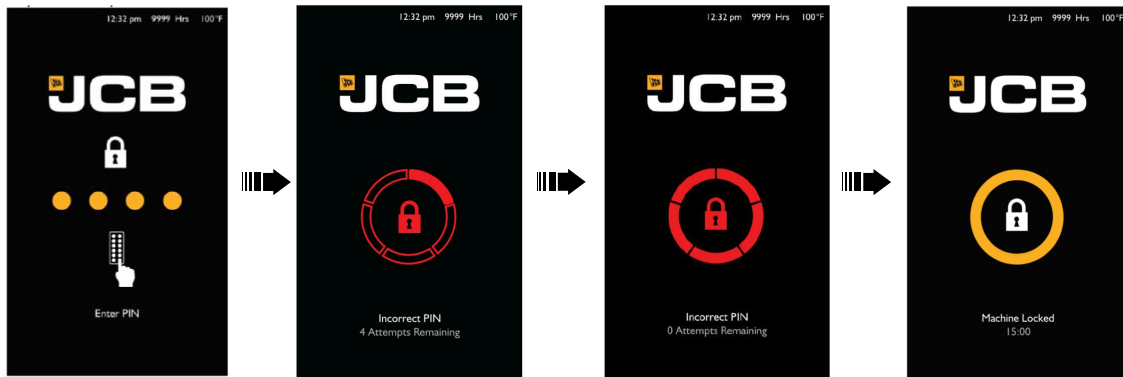 12:32 pm 9999 Hrs 100°F
JCB
Enter PIN
12:32 pm 9999 Hrs 100°F
JCB
Incorrect PIN
4 Attempts Remaining
12:32 pm 9999 Hrs 100°F
JCB
Incorrect PIN
0 Attempts Remaining
12:32 pm 9999 Hrs 100°F
JCB
Machine Locked
15:00